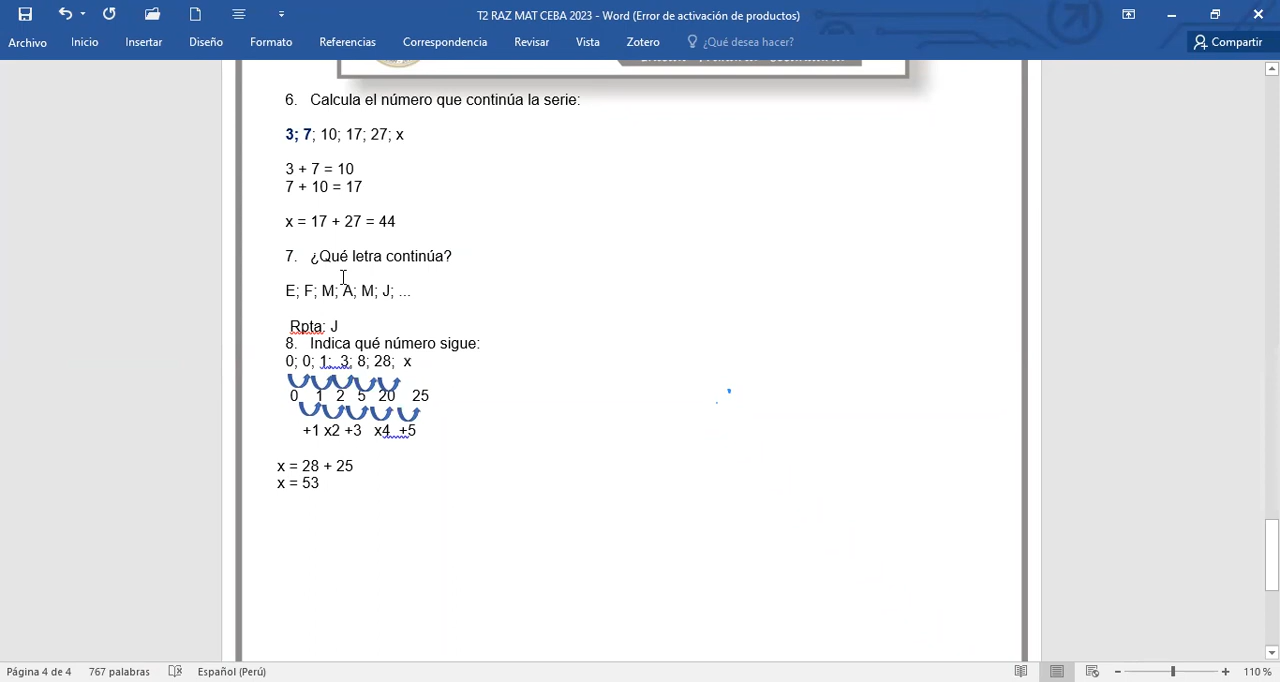 T2 RAZ MAT CEBA 2023 - Word (Error de activación de productos)
Archivo Inicio Insertar Diseño Formato Referencias Correspondencia Revisar Vista Zotero ¿Qué desea hacer? Compartir
6. Calcula el número que continúa la serie:
3; 7; 10; 17; 27; x
3 + 7 = 10
7 + 10 = 17
x = 17 + 27 = 44
7. ¿Qué letra continúa?
E; F; M; A; M; J; ...
Rpta: J
8. Indica qué número sigue:
0; 0; 1; 3; 8; 28; x
0 1 2 5 20 25
+1 x2 +3 x4 +5
x = 28 + 25
x = 53
Página 4 de 4 767 palabras Español (Perú) 110 %